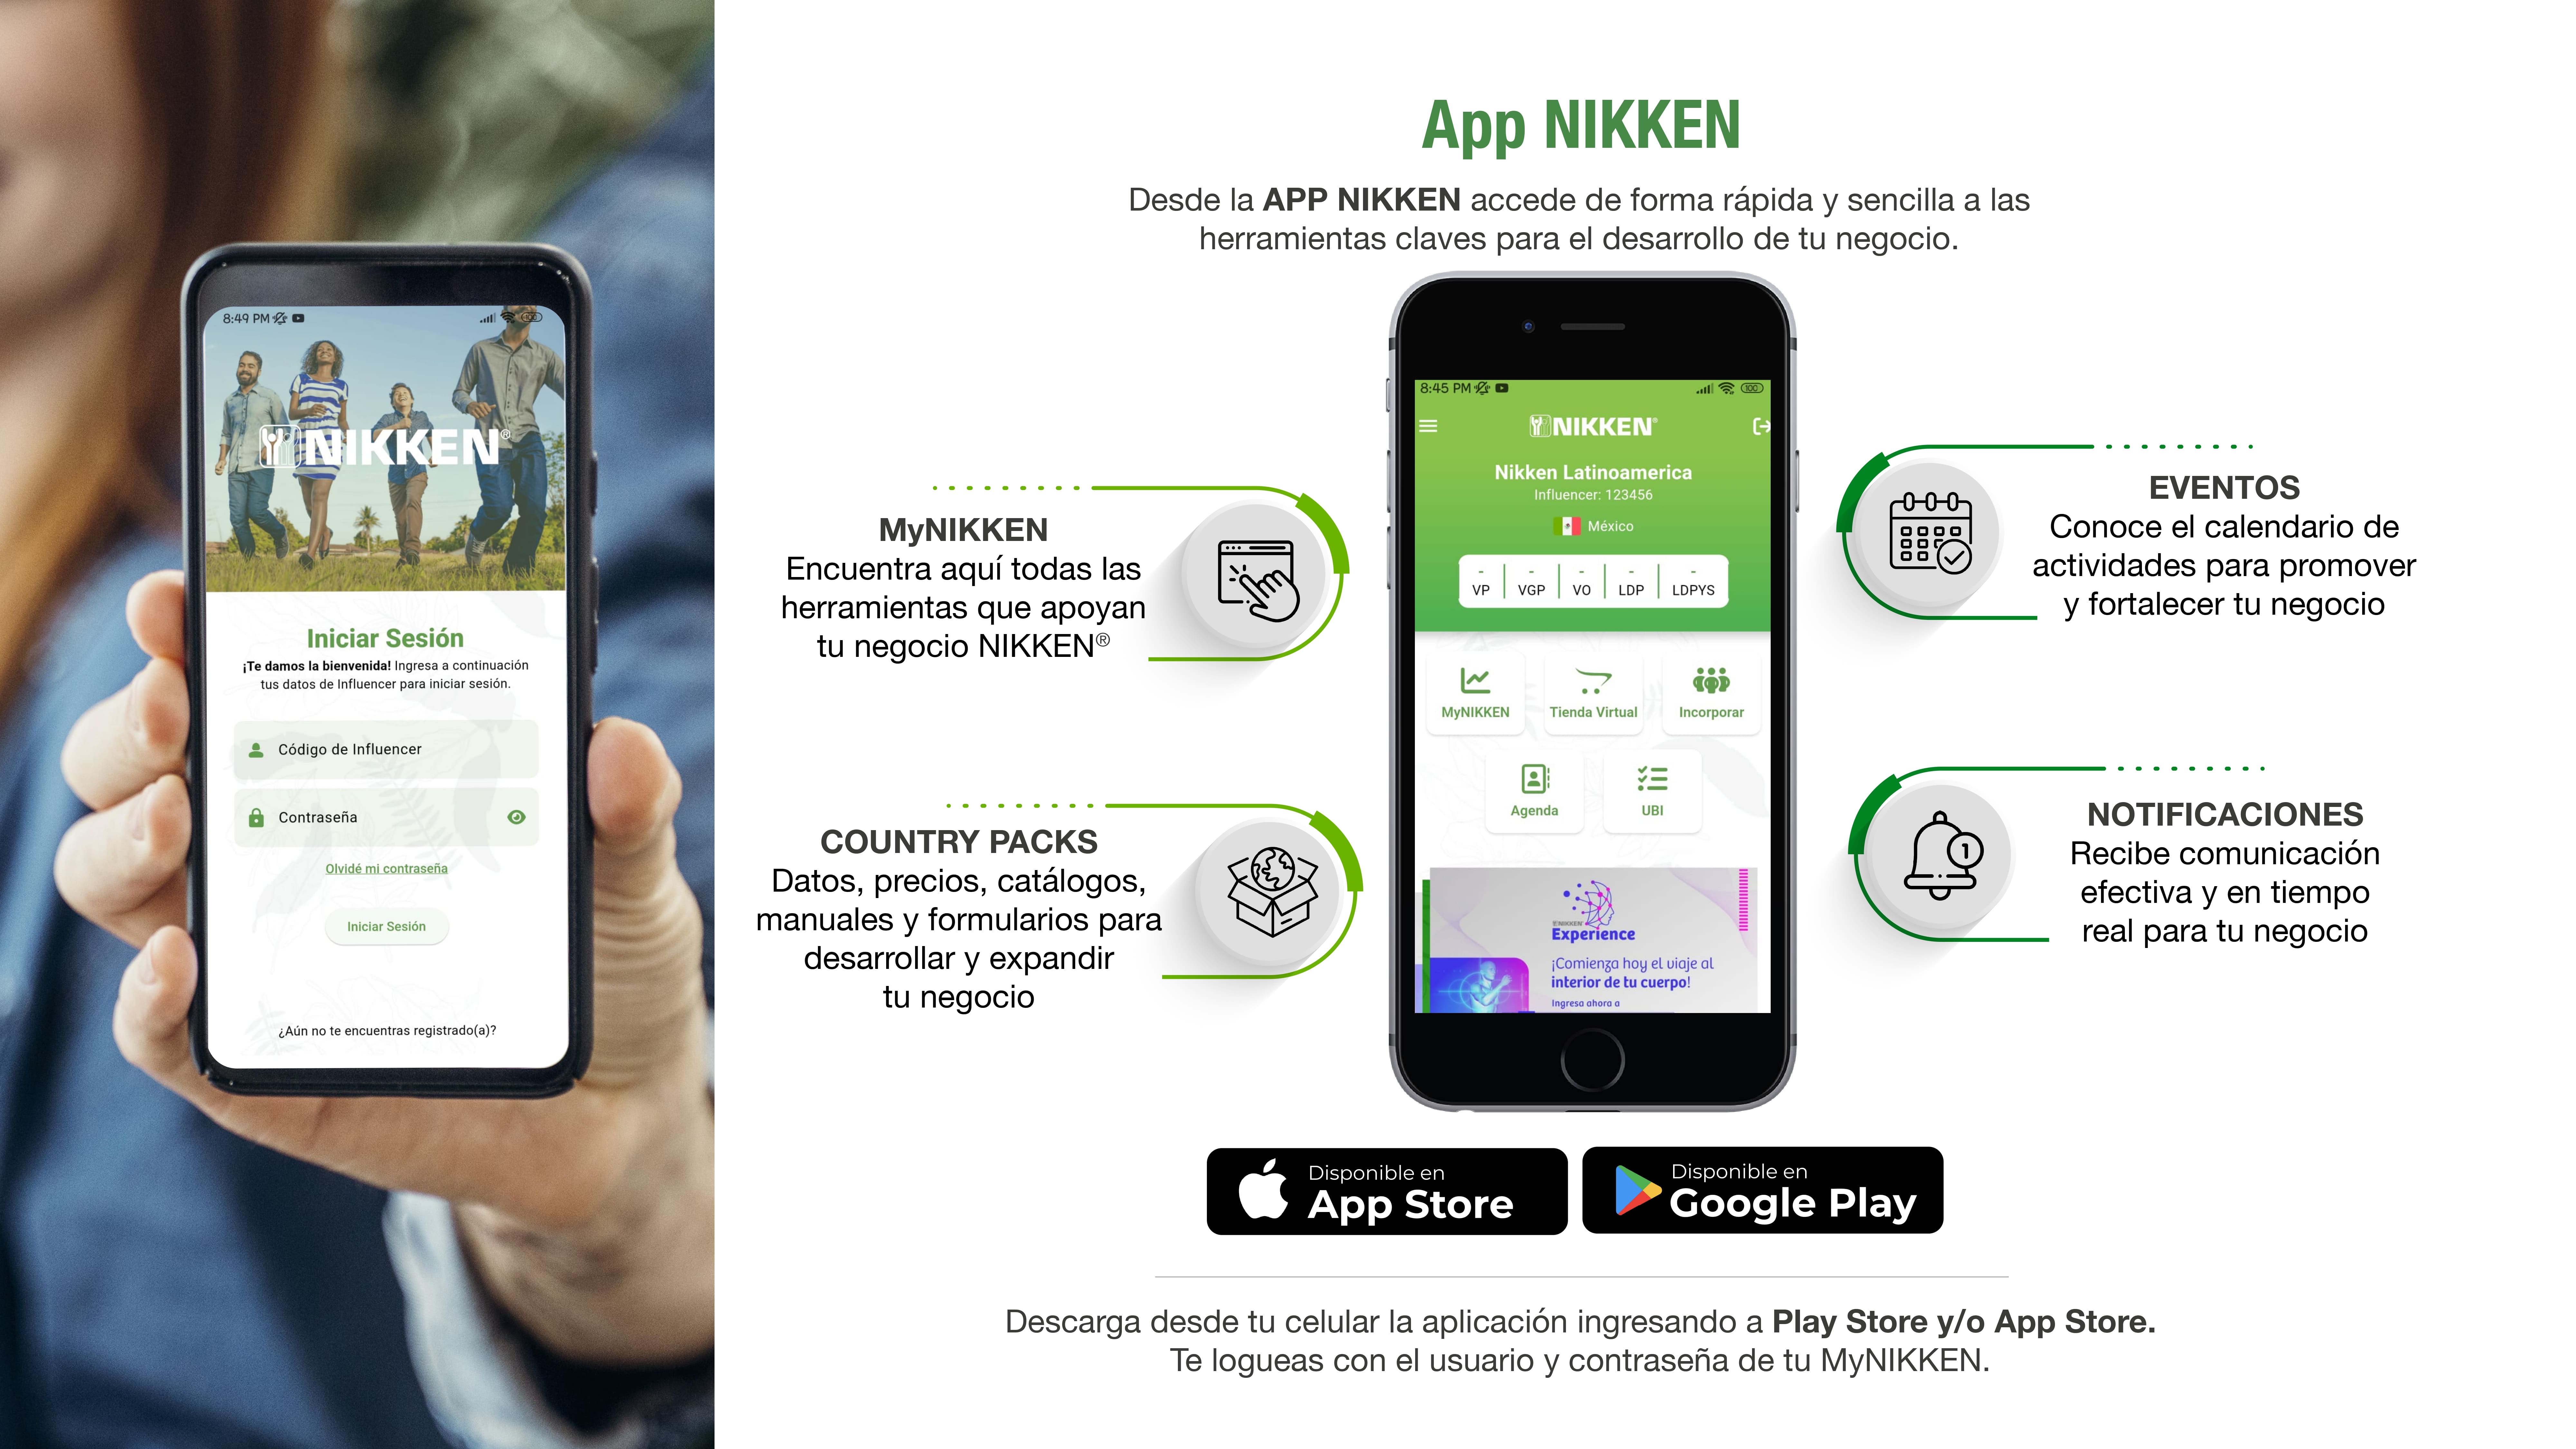 App NIKKEN
Desde la APP NIKKEN accede de forma rápida y sencilla a las
herramientas claves para el desarrollo de tu negocio.
8:49 PM
100
NIKKEN®
Iniciar Sesión
¡Te damos la bienvenida! Ingresa a continuación
tus datos de Influencer para iniciar sesión.
Código de Influencer
Contraseña
Olvidé mi contraseña
Iniciar Sesión
¿Aún no te encuentras registrado(a)?
MyNIKKEN
Encuentra aquí todas las
herramientas que apoyan
tu negocio NIKKEN®
COUNTRY PACKS
Datos, precios, catálogos,
manuales y formularios para
desarrollar y expandir
tu negocio
8:45 PM
100
NIKKEN®
Nikken Latinoamerica
Influencer: 123456
México
- - - - -
VP VGP VO LDP LDPYS
MyNIKKEN Tienda Virtual Incorporar
Agenda UBI
NIKKEN
Experience
¡Comienza hoy el viaje al
interior de tu cuerpo!
Ingresa ahora a
EVENTOS
Conoce el calendario de
actividades para promover
y fortalecer tu negocio
1
NOTIFICACIONES
Recibe comunicación
efectiva y en tiempo
real para tu negocio
Disponible en
App Store
Disponible en
Google Play
Descarga desde tu celular la aplicación ingresando a Play Store y/o App Store.
Te logueas con el usuario y contraseña de tu MyNIKKEN.